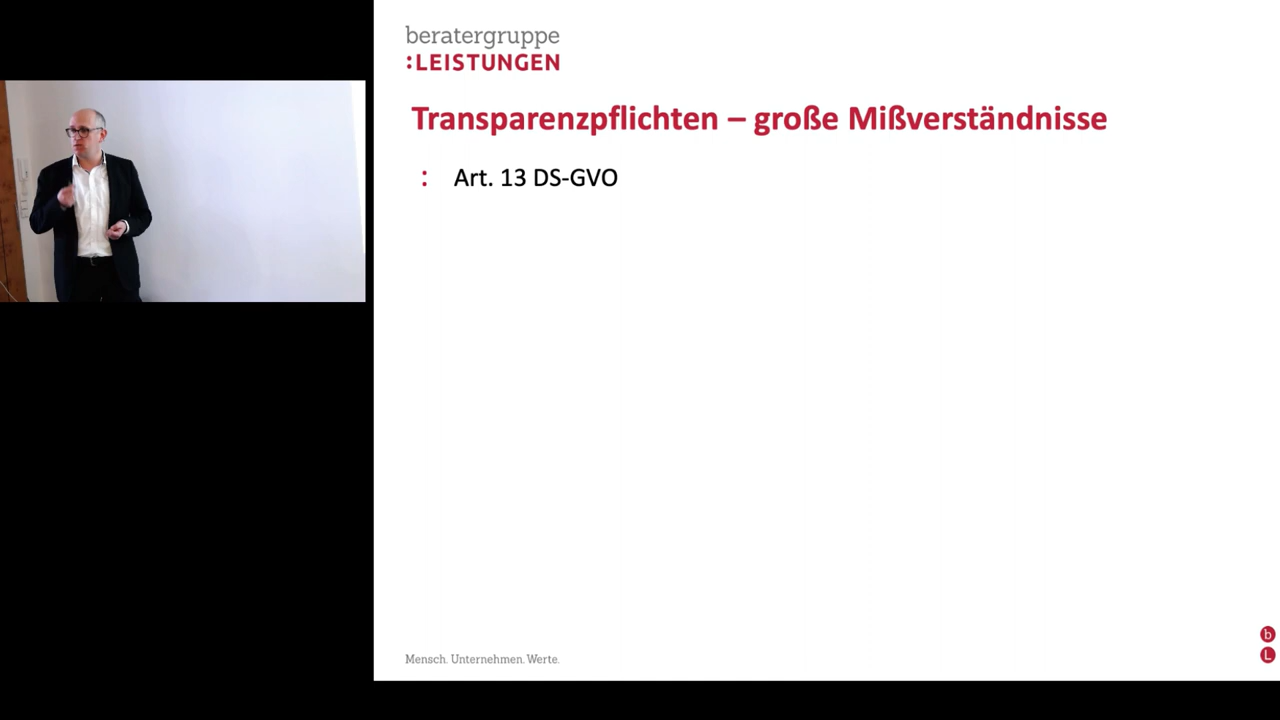 beratergruppe
:LEISTUNGEN
Transparenzpflichten – große Mißverständnisse
: Art. 13 DS-GVO
Mensch. Unternehmen. Werte.
b
L